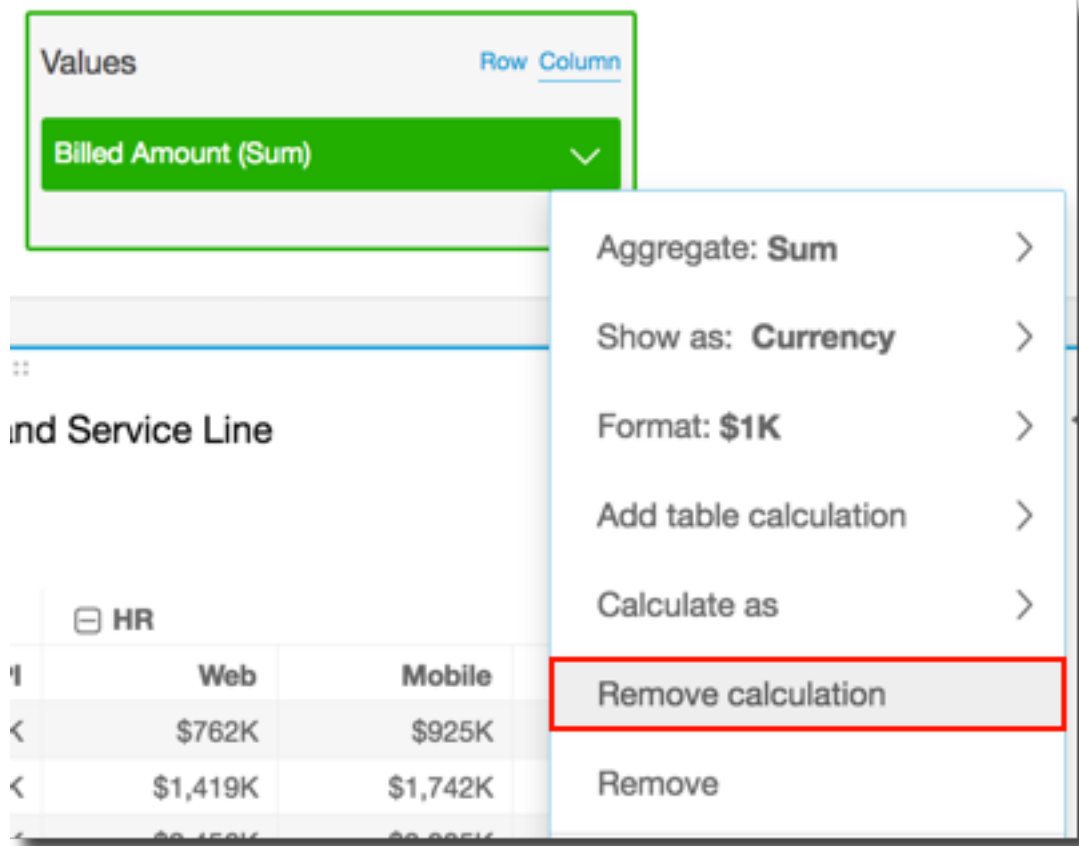 Values
Row Column
Billed Amount (Sum)
Aggregate: Sum
Show as: Currency
Format: $1K
Add table calculation
Calculate as
Remove calculation
Remove
and Service Line
HR
Web Mobile
$762K $925K
$1,419K $1,742K